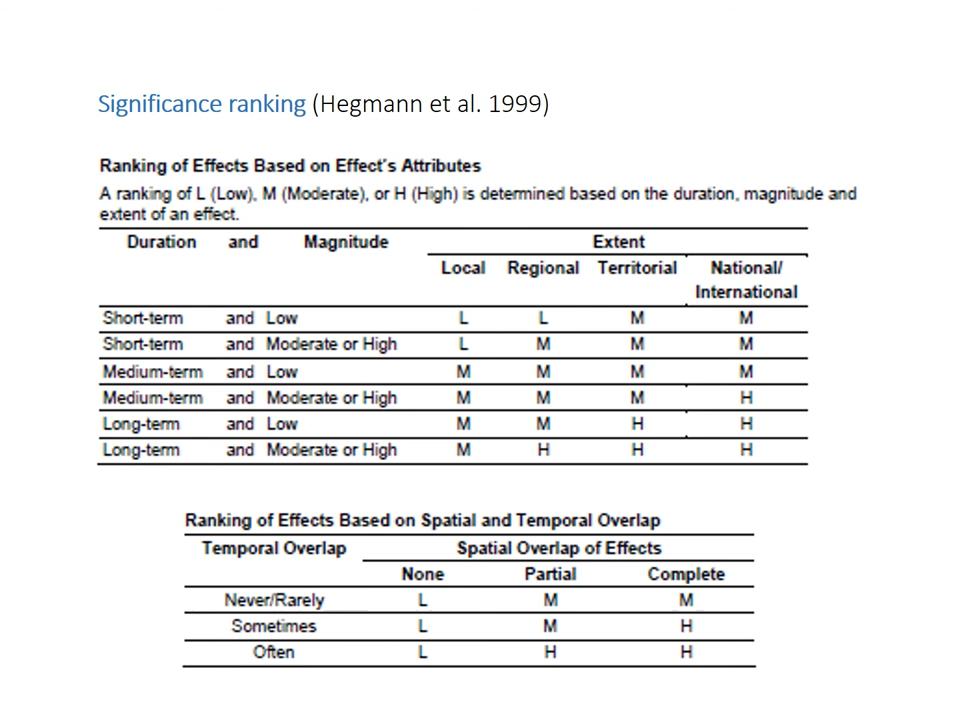 Significance ranking (Hegmann et al. 1999)
Ranking of Effects Based on Effect's Attributes
A ranking of L (Low), M (Moderate), or H (High) is determined based on the duration, magnitude and
extent of an effect.
Duration and Magnitude Extent
Local Regional Territorial National/
International
Short-term and Low L L M M
Short-term and Moderate or High L M M M
Medium-term and Low M M M M
Medium-term and Moderate or High M M M H
Long-term and Low M M H H
Long-term and Moderate or High M H H H
Ranking of Effects Based on Spatial and Temporal Overlap
Temporal Overlap Spatial Overlap of Effects
None Partial Complete
Never/Rarely L M M
Sometimes L M H
Often L H H